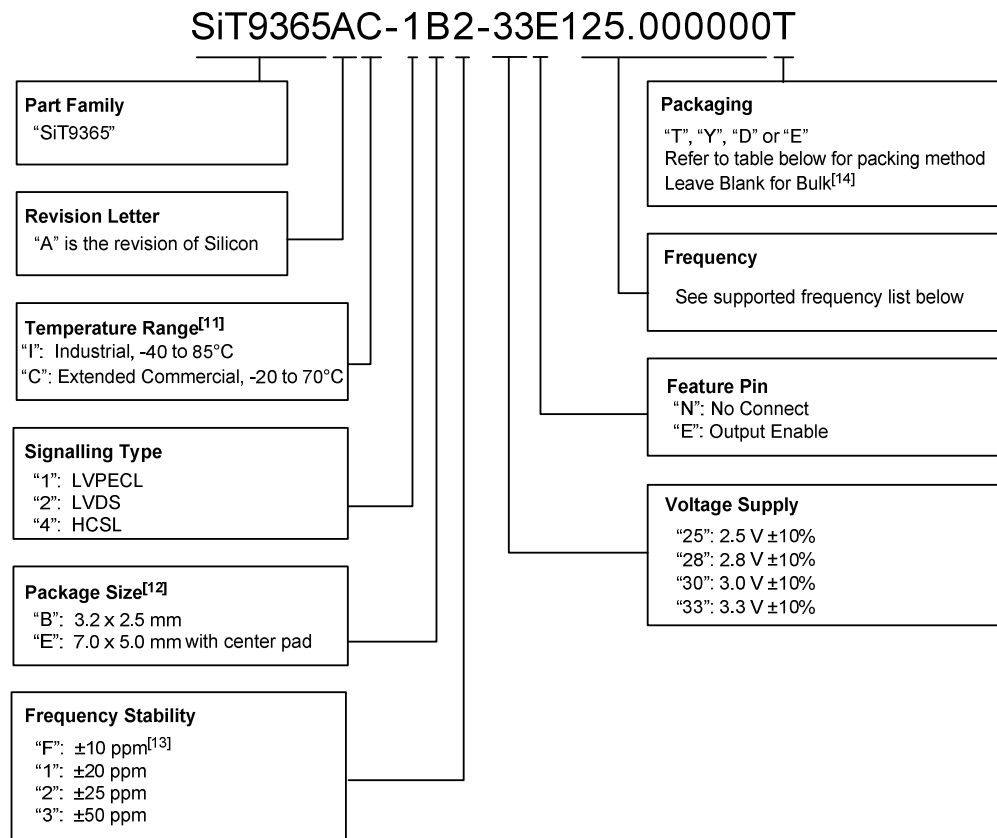 SiT9365AC-1B2-33E125.000000T
Part Family
“SiT9365”
Revision Letter
“A” is the revision of Silicon
Temperature Range[11]
“I”: Industrial, -40 to 85°C
“C”: Extended Commercial, -20 to 70°C
Signalling Type
“1”: LVPECL
“2”: LVDS
“4”: HCSL
Package Size[12]
“B”: 3.2 x 2.5 mm
“E”: 7.0 x 5.0 mm with center pad
Frequency Stability
“F”: ±10 ppm[13]
“1”: ±20 ppm
“2”: ±25 ppm
“3”: ±50 ppm
Packaging
“T”, “Y”, “D” or “E”
Refer to table below for packing method
Leave Blank for Bulk[14]
Frequency
See supported frequency list below
Feature Pin
“N”: No Connect
“E”: Output Enable
Voltage Supply
“25”: 2.5 V ±10%
“28”: 2.8 V ±10%
“30”: 3.0 V ±10%
“33”: 3.3 V ±10%